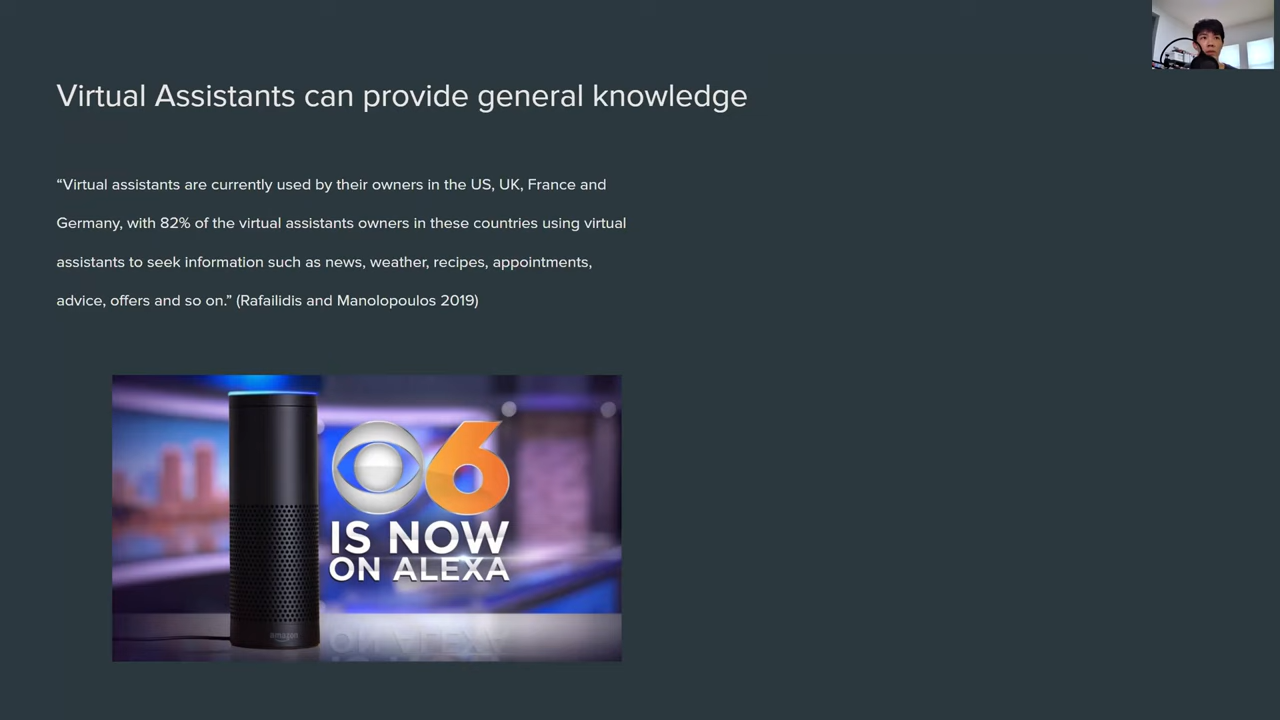 Virtual Assistants can provide general knowledge
“Virtual assistants are currently used by their owners in the US, UK, France and
Germany, with 82% of the virtual assistants owners in these countries using virtual
assistants to seek information such as news, weather, recipes, appointments,
advice, offers and so on.” (Rafailidis and Manolopoulos 2019)
6
IS NOW
ON ALEXA
amazon